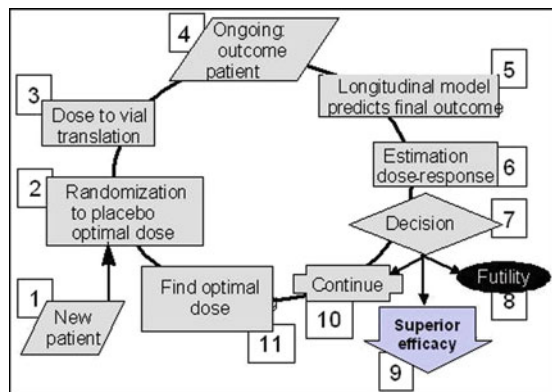 4
Ongoing:
outcome
patient
5
Longitudinal model
predicts final outcome
3
Dose to vial
translation
Estimation
dose-response
6
2
Randomization
to placebo
optimal dose
Decision
7
1
New
patient
Find optimal
dose
11
Continue
10
Futility
8
Superior
efficacy
9